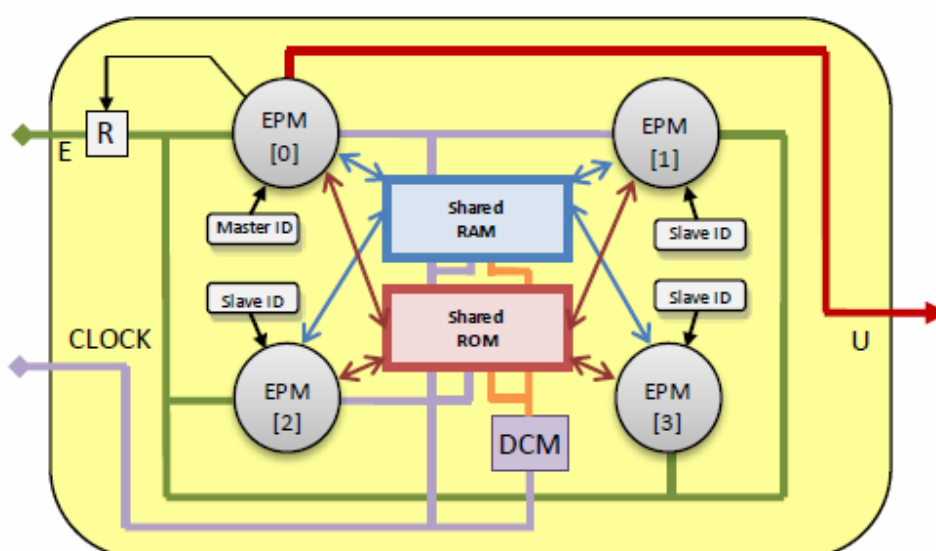 EPM
[0]
EPM
[1]
R
E
Shared
RAM
Master ID
Slave ID
Slave ID
Slave ID
Shared
ROM
CLOCK
U
EPM
[2]
EPM
[3]
DCM